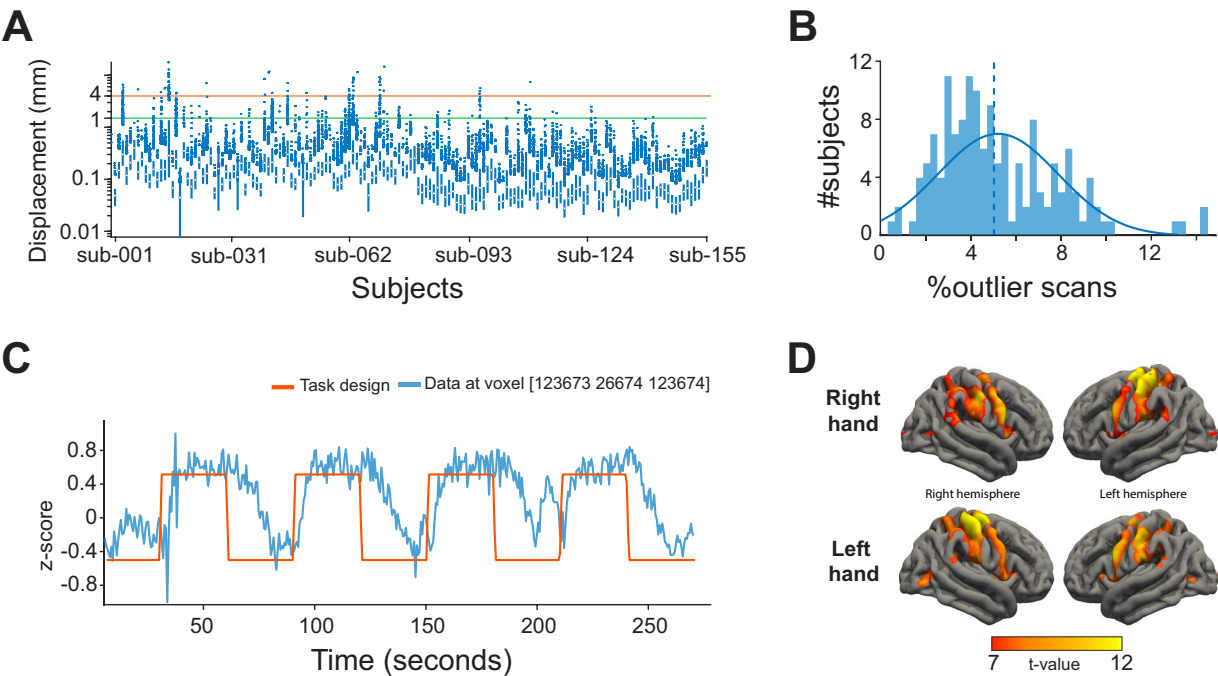 A
Displacement (mm)
4
1
0.1
0.01
sub-001 sub-031 sub-062 sub-093 sub-124 sub-155
Subjects
B
#subjects
12
8
4
0
0 4 8 12
%outlier scans
C
Task design Data at voxel [123673 26674 123674]
z-score
0.8
0.4
0
-0.4
-0.8
50 100 150 200 250
Time (seconds)
D
Right
hand
Right hemisphere Left hemisphere
Left
hand
7 t-value 12